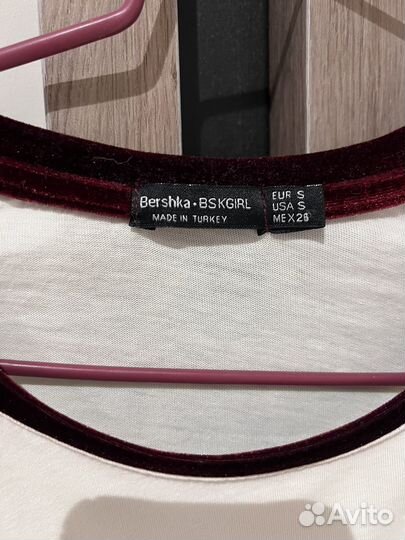 Bershka•BSKGIRL
MADE IN TURKEY
EUR S
USA S
MEX 26
Avito